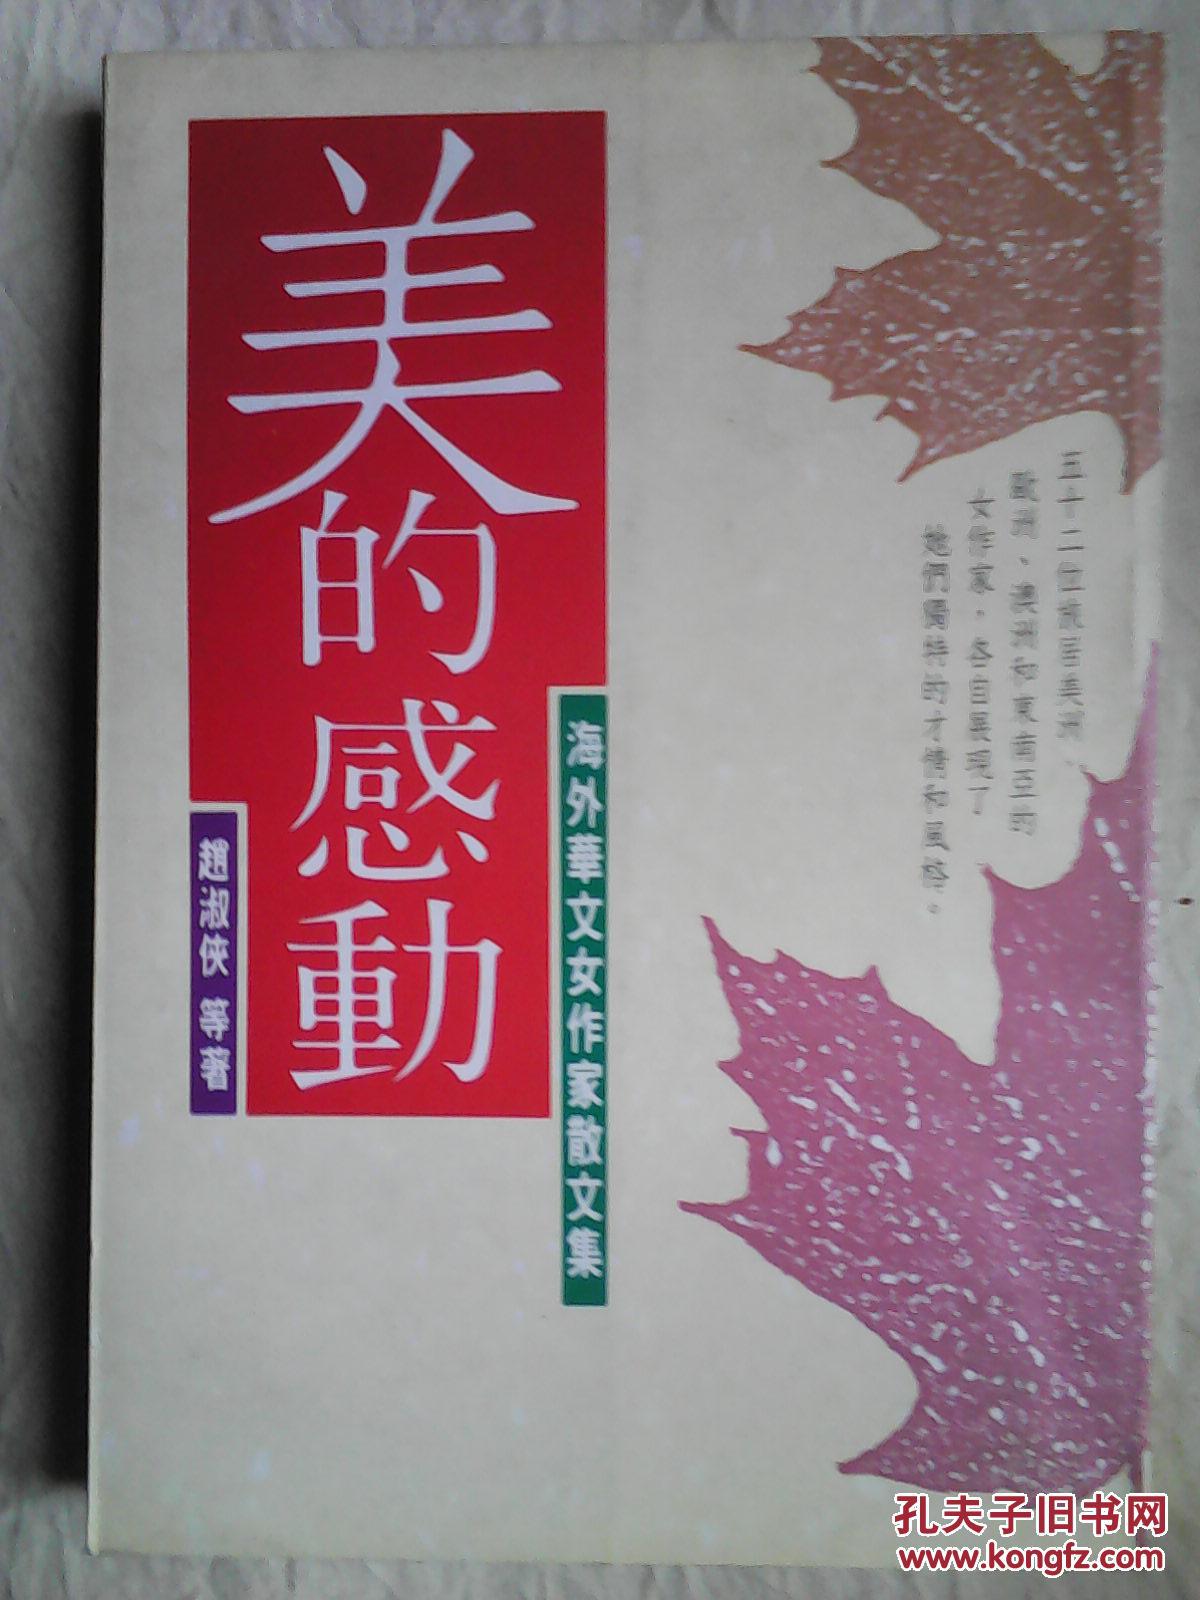 五十二位旅居美洲、
歐洲、澳洲和東南亞的
女作家，各自展現了
她們獨特的才情和風格。
海外華文女作家散文集
美的感動
趙淑俠 等著
孔夫子旧书网
www.kongfz.com